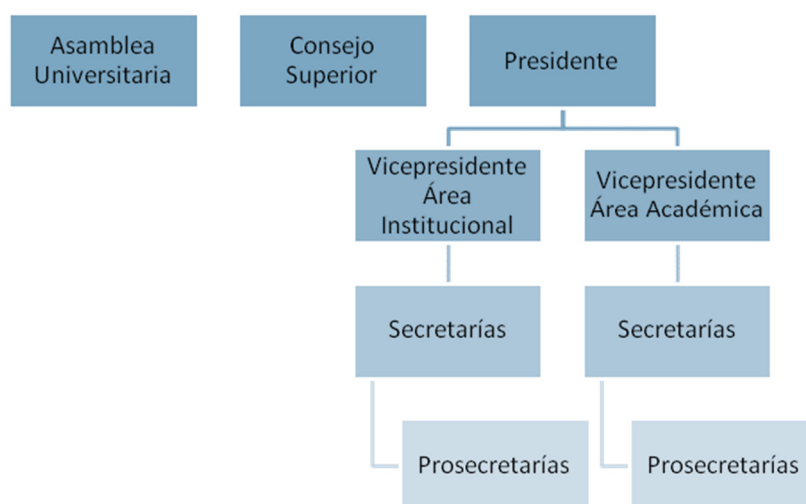 Asamblea
Universitaria
Consejo
Superior
Presidente
Vicepresidente
Área
Institucional
Vicepresidente
Área Académica
Secretarías
Secretarías
Prosecretarías
Prosecretarías